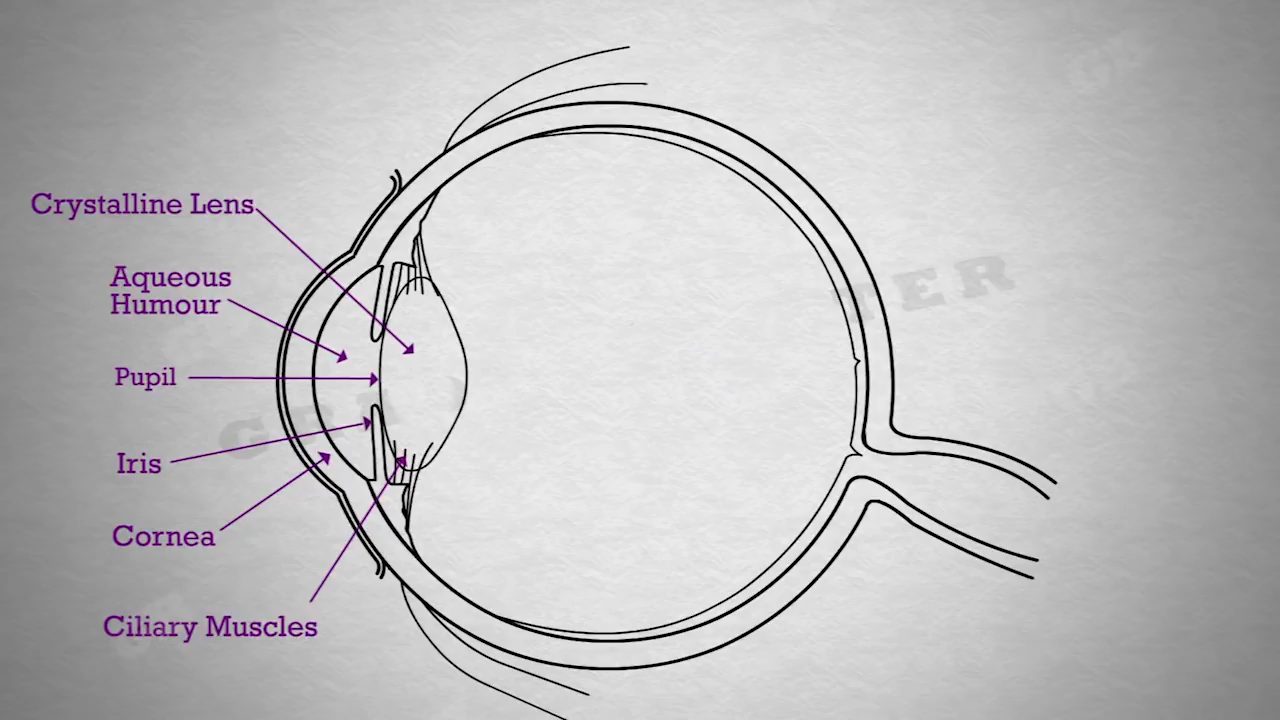 Crystalline Lens
Aqueous
Humour
Pupil
Iris
Cornea
Ciliary Muscles